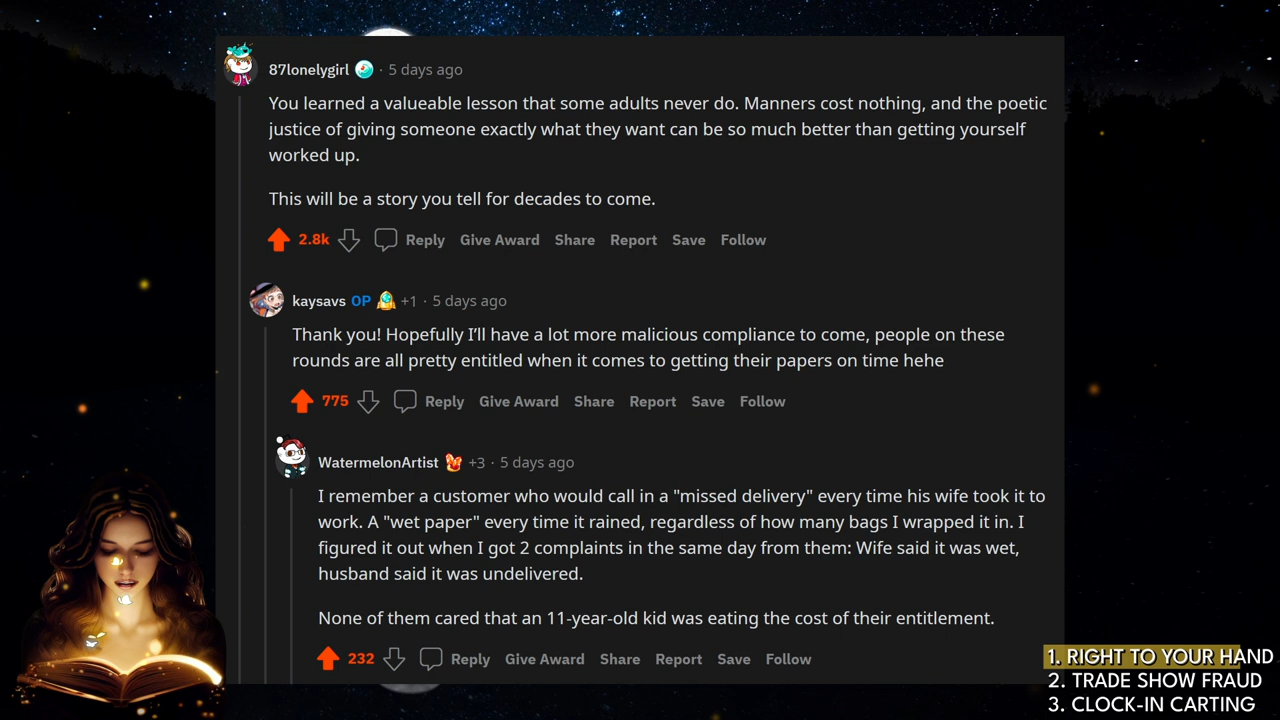 87lonelygirl · 5 days ago
You learned a valueable lesson that some adults never do. Manners cost nothing, and the poetic
justice of giving someone exactly what they want can be so much better than getting yourself
worked up.
This will be a story you tell for decades to come.
2.8k Reply Give Award Share Report Save Follow
kaysavs OP +1 · 5 days ago
Thank you! Hopefully I’ll have a lot more malicious compliance to come, people on these
rounds are all pretty entitled when it comes to getting their papers on time hehe
775 Reply Give Award Share Report Save Follow
WatermelonArtist +3 · 5 days ago
I remember a customer who would call in a "missed delivery" every time his wife took it to
work. A "wet paper" every time it rained, regardless of how many bags I wrapped it in. I
figured it out when I got 2 complaints in the same day from them: Wife said it was wet,
husband said it was undelivered.
None of them cared that an 11-year-old kid was eating the cost of their entitlement.
232 Reply Give Award Share Report Save Follow
1. RIGHT TO YOUR HAND
2. TRADE SHOW FRAUD
3. CLOCK-IN CARTING